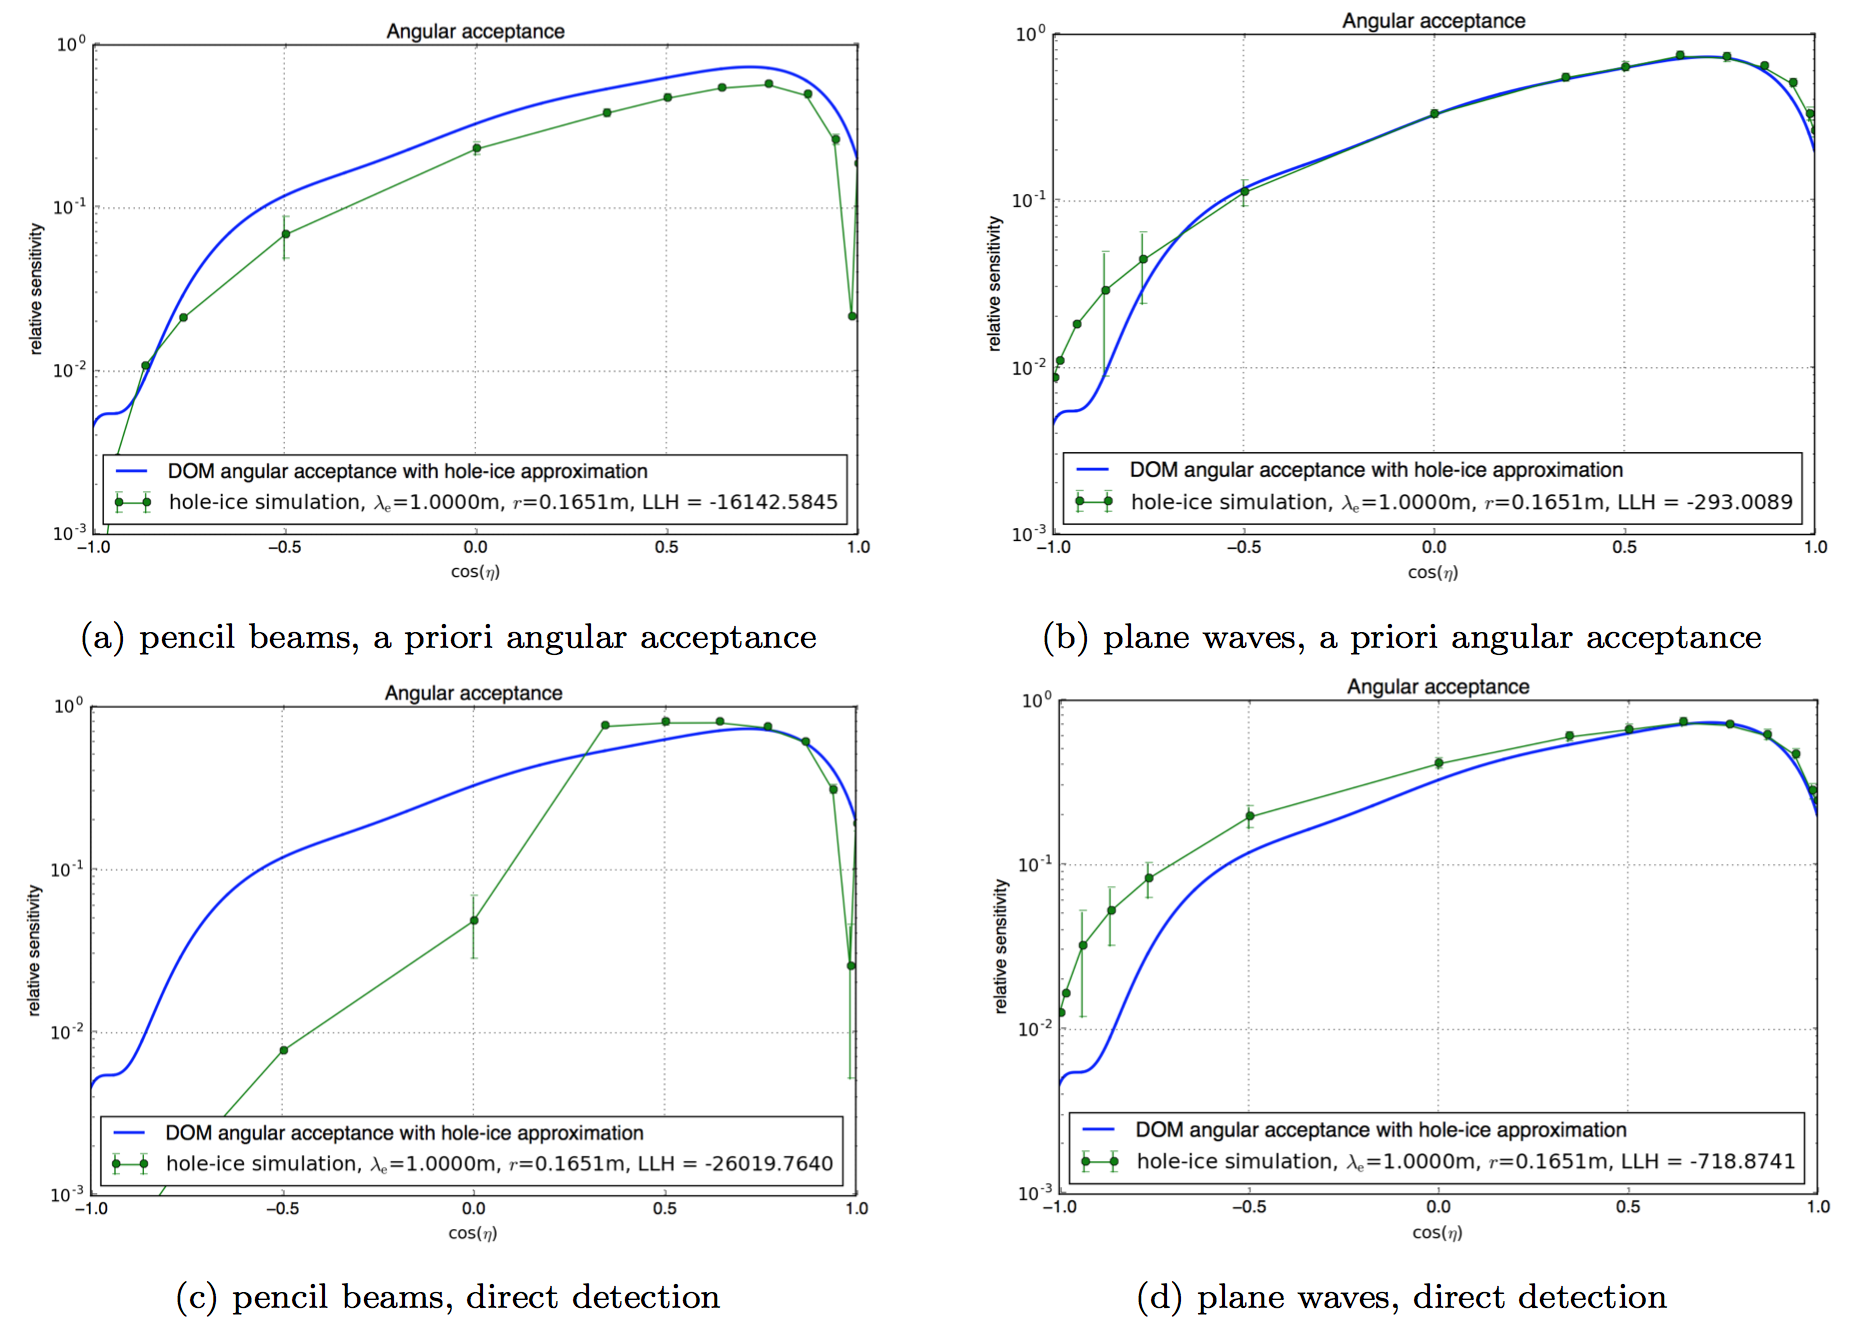 Angular acceptance
10^0
10^-1
10^-2
10^-3
relative sensitivity
DOM angular acceptance with hole-ice approximation
hole-ice simulation, λe=1.0000m, r=0.1651m, LLH = -16142.5845
−1.0 −0.5 0.0 0.5 1.0
cos(η)
(a) pencil beams, a priori angular acceptance
Angular acceptance
10^0
10^-1
10^-2
10^-3
relative sensitivity
DOM angular acceptance with hole-ice approximation
hole-ice simulation, λe=1.0000m, r=0.1651m, LLH = -293.0089
−1.0 −0.5 0.0 0.5 1.0
cos(η)
(b) plane waves, a priori angular acceptance
Angular acceptance
10^0
10^-1
10^-2
10^-3
relative sensitivity
DOM angular acceptance with hole-ice approximation
hole-ice simulation, λe=1.0000m, r=0.1651m, LLH = -26019.7640
−1.0 −0.5 0.0 0.5 1.0
cos(η)
(c) pencil beams, direct detection
Angular acceptance
10^0
10^-1
10^-2
10^-3
relative sensitivity
DOM angular acceptance with hole-ice approximation
hole-ice simulation, λe=1.0000m, r=0.1651m, LLH = -718.8741
−1.0 −0.5 0.0 0.5 1.0
cos(η)
(d) plane waves, direct detection